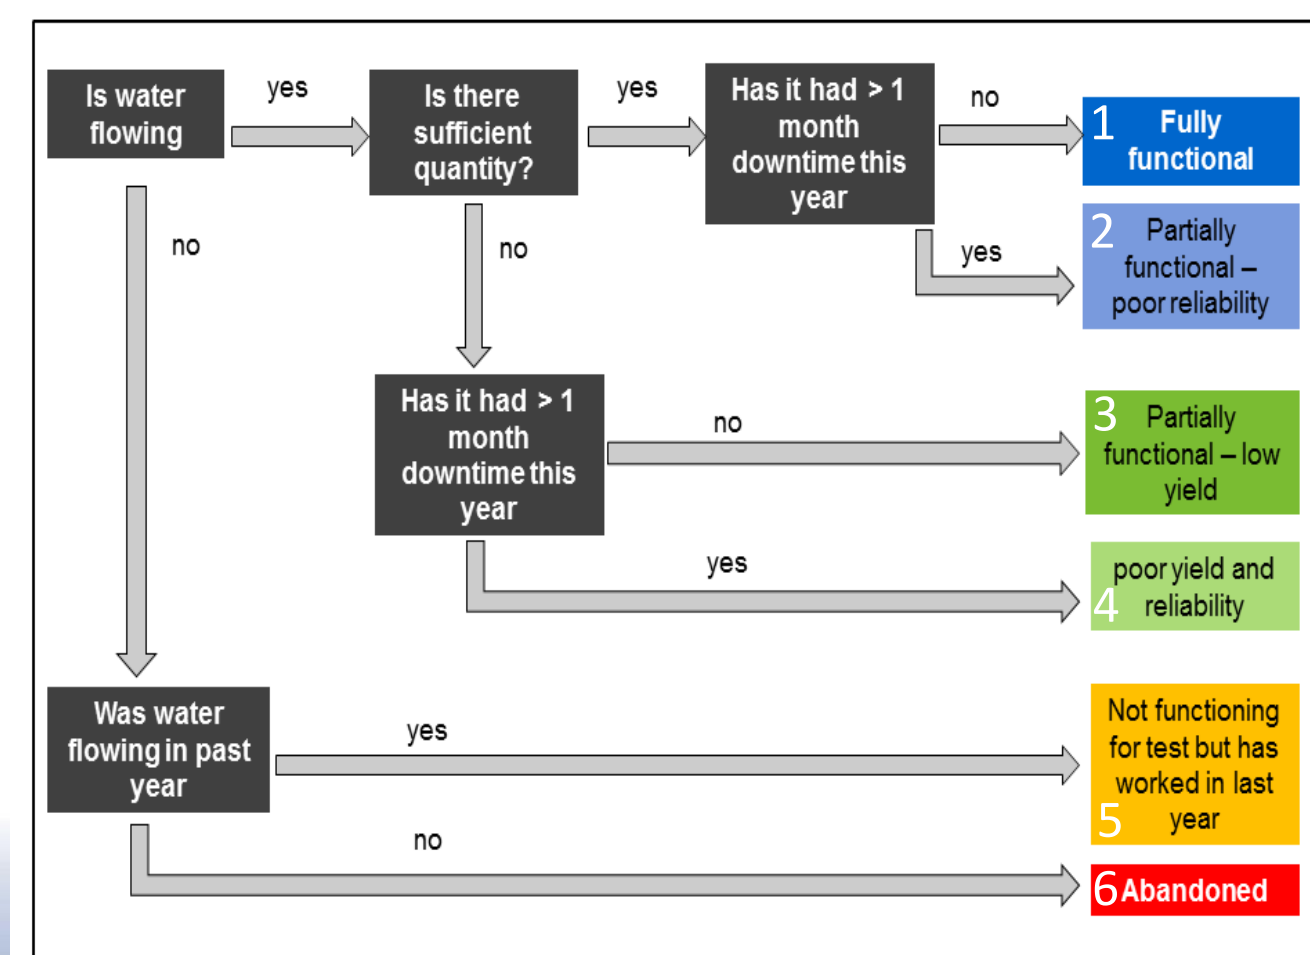 Is water
flowing
yes
Is there
sufficient
quantity?
yes
Has it had > 1
month
downtime this
year
no
1 Fully
functional
yes
2 Partially
functional –
poor reliability
no
no
Has it had > 1
month
downtime this
year
no
3 Partially
functional – low
yield
yes
poor yield and
4 reliability
Was water
flowing in past
year
yes
Not functioning
for test but has
worked in last
5 year
no
6 Abandoned